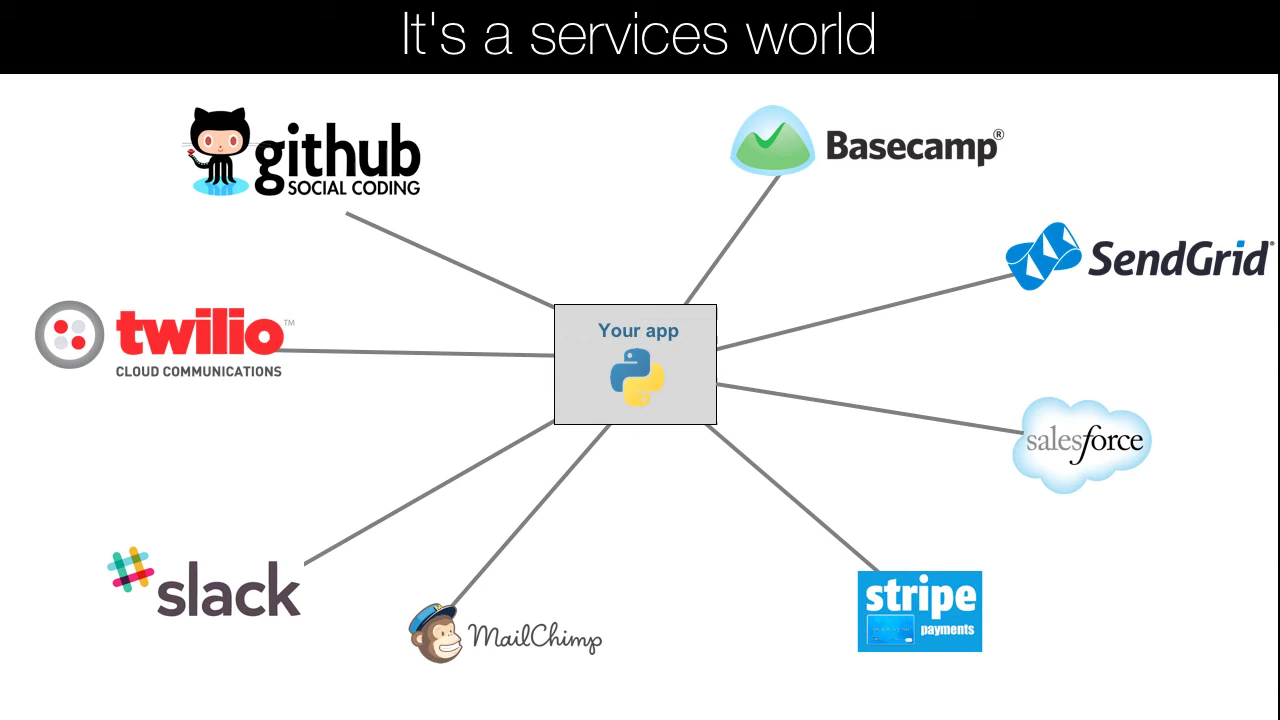 It's a services world
github
SOCIAL CODING
Basecamp®
SendGrid
twilio™
CLOUD COMMUNICATIONS
Your app
salesforce
slack
MailChimp
stripe
payments